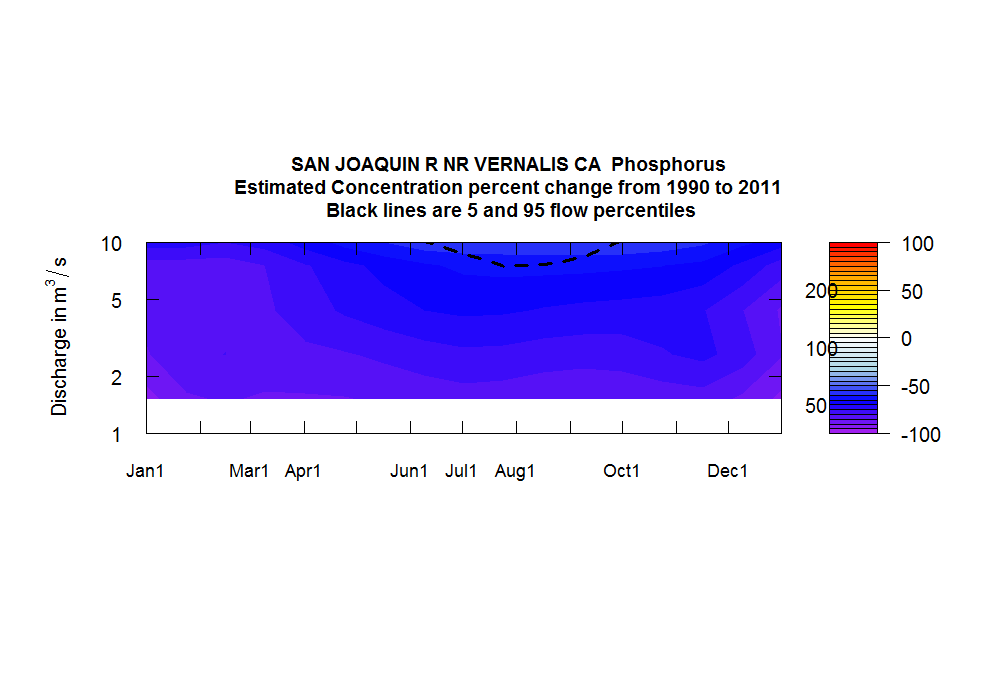 SAN JOAQUIN R NR VERNALIS CA  Phosphorus
Estimated Concentration percent change from 1990 to 2011
Black lines are 5 and 95 flow percentiles
Discharge in m³/ s
10
5
2
1
Jan1 Mar1 Apr1 Jun1 Jul1 Aug1 Oct1 Dec1
200
100
50
100
50
0
-50
-100